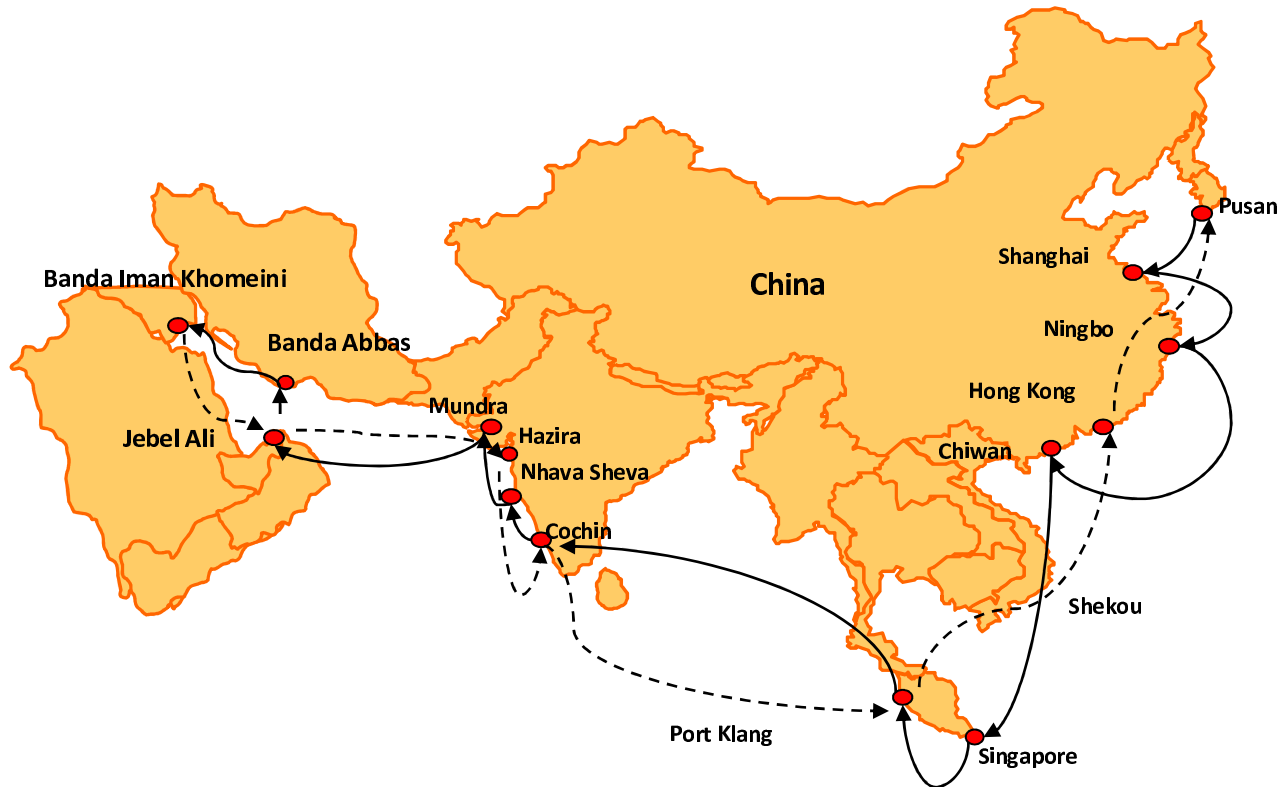 Pusan
Shanghai
Banda Iman Khomeini
China
Ningbo
Banda Abbas
Hong Kong
Mundra
Jebel Ali
Hazira
Chiwan
Nhava Sheva
Cochin
Shekou
Port Klang
Singapore